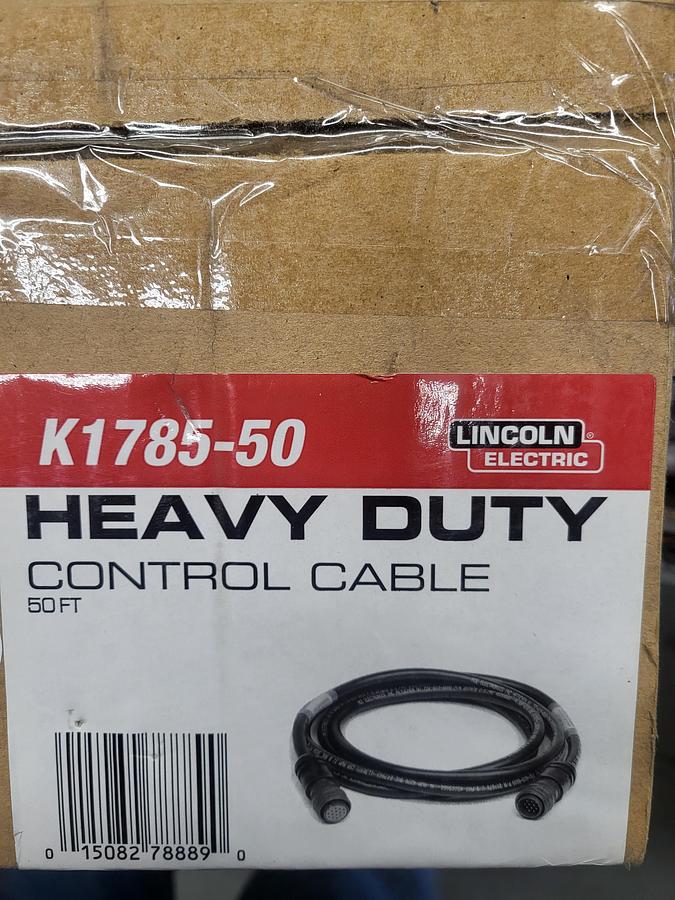 K1785-50
LINCOLN®
ELECTRIC
HEAVY DUTY
CONTROL CABLE
50 FT
0 15082 78889 0